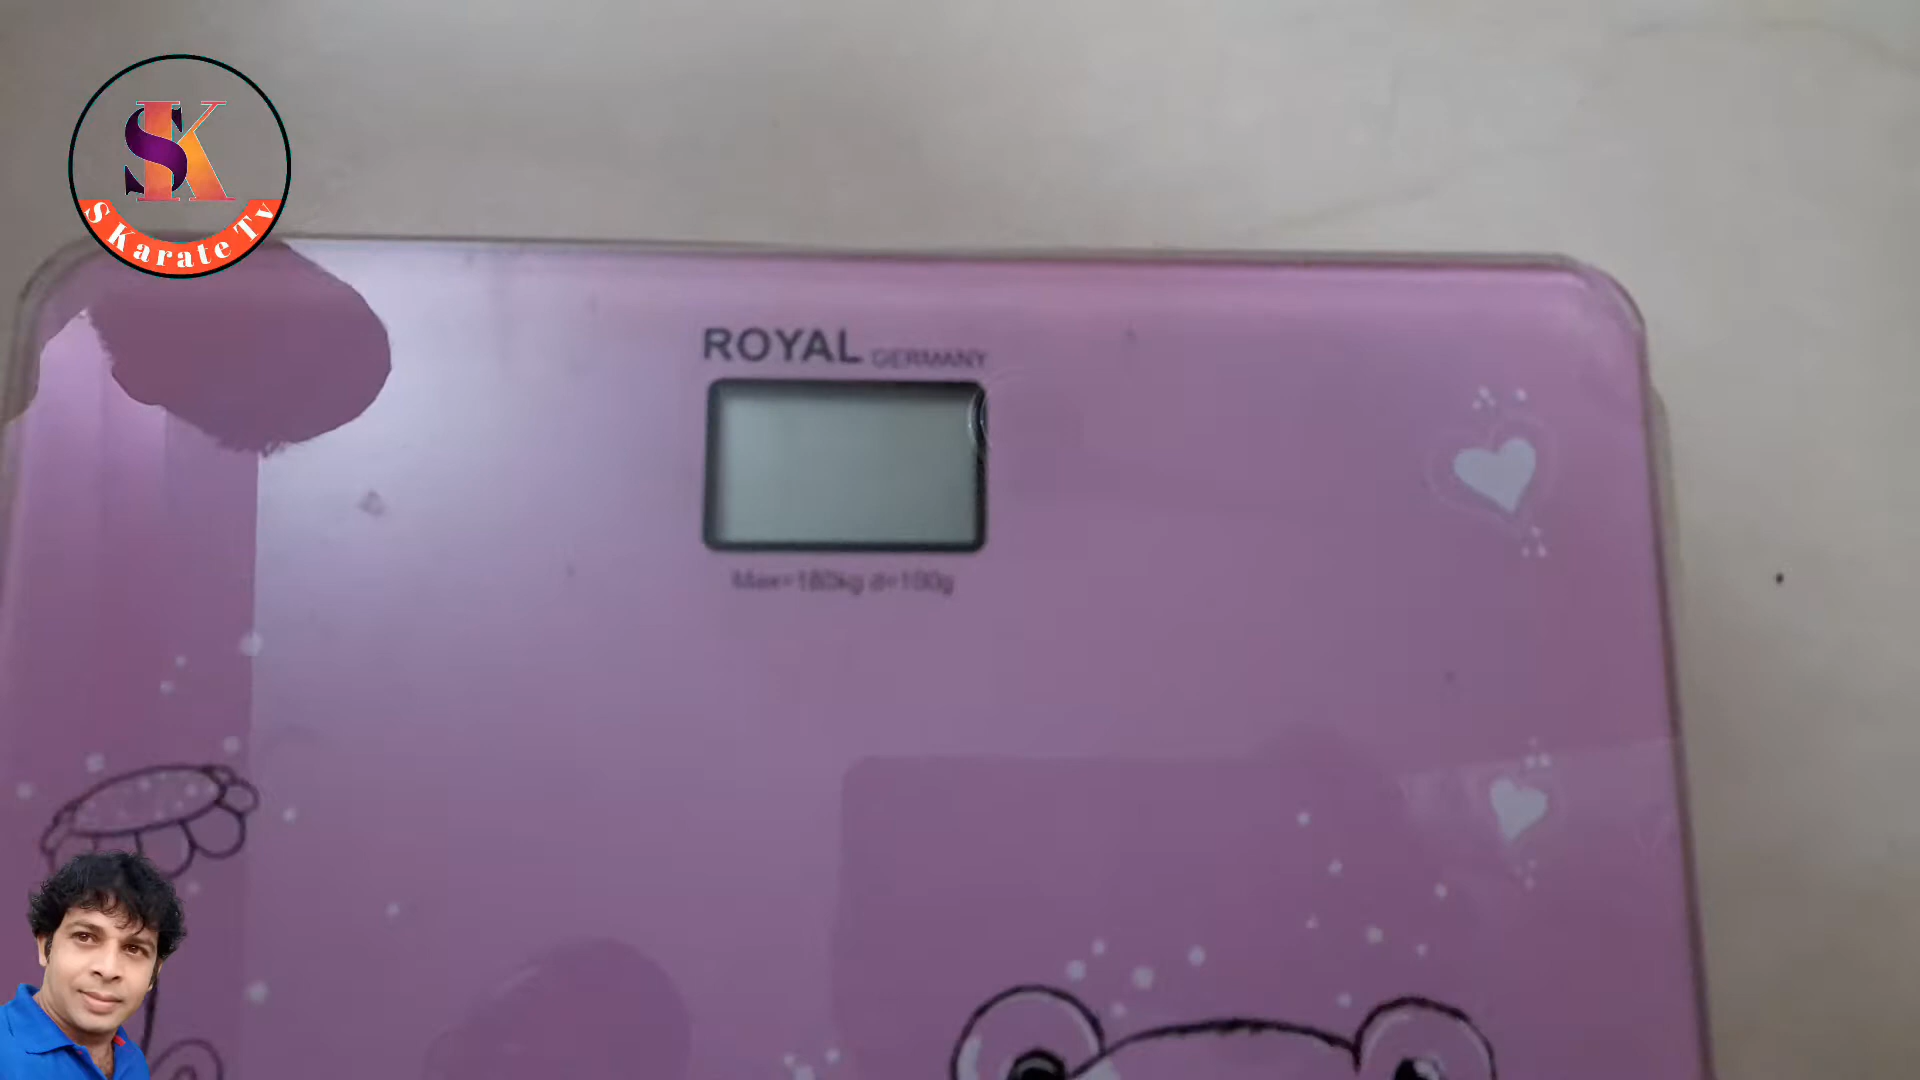 SK
S Karate Tv
ROYAL GERMANY
Max=180kg d=100g